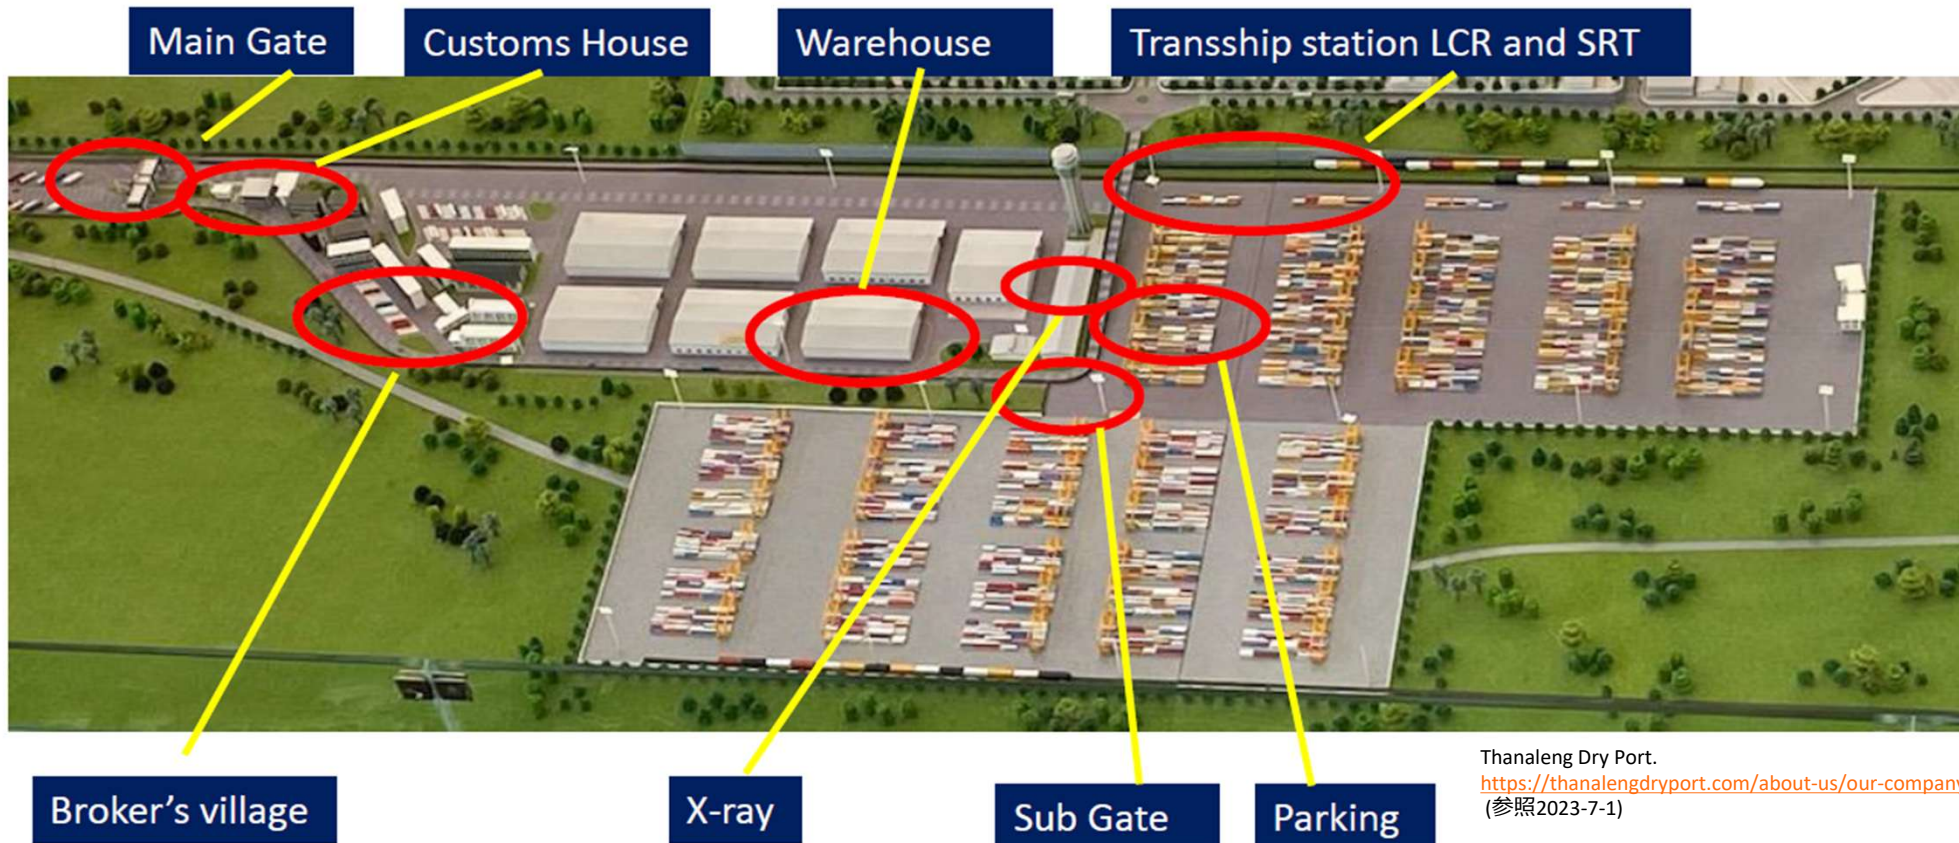 Main Gate
Customs House
Warehouse
Transship station LCR and SRT
Broker’s village
X-ray
Sub Gate
Parking
Thanaleng Dry Port.
https://thanalengdryport.com/about-us/our-company
(参照2023-7-1)